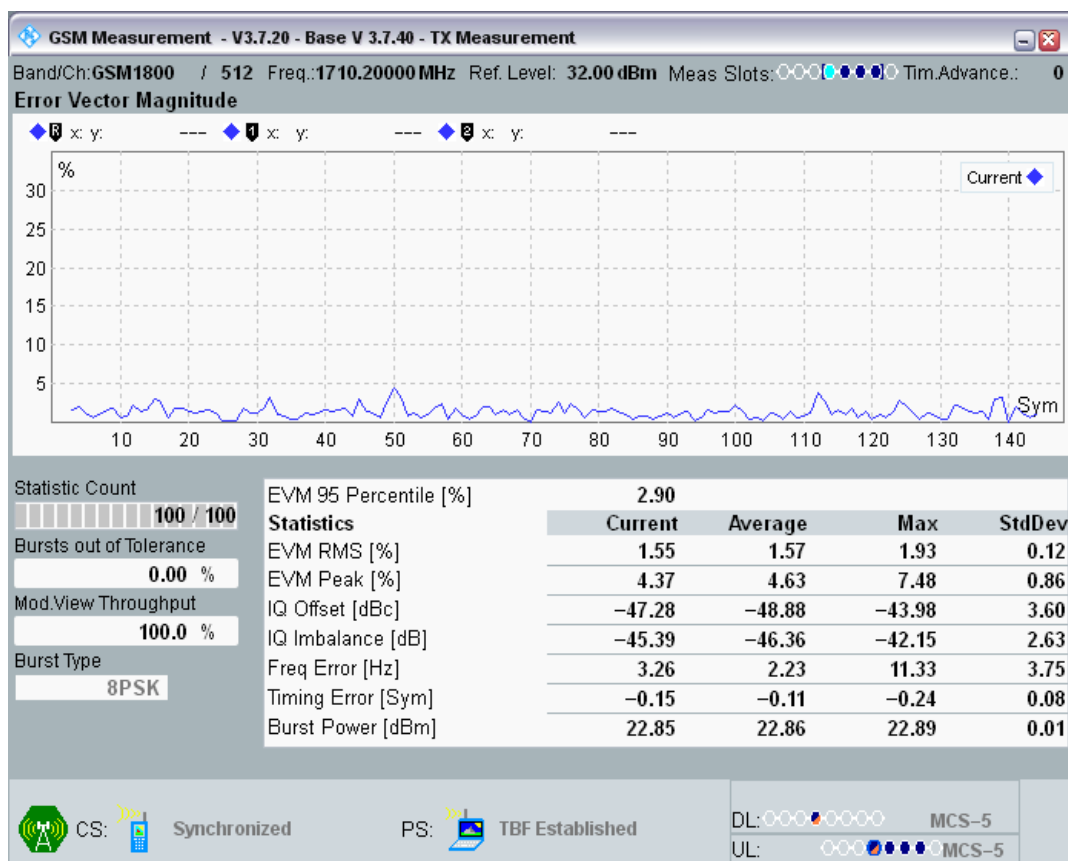 GSM Measurement - V3.7.20 - Base V 3.7.40 - TX Measurement
Band/Ch:GSM1800 / 512 Freq.:1710.20000 MHz Ref. Level: 32.00 dBm Meas Slots: Tim.Advance.: 0
Error Vector Magnitude
R x: y: --- 1 x: y: --- 2 x: y: ---
%
Current
30
25
20
15
10
5
Sym
10 20 30 40 50 60 70 80 90 100 110 120 130 140
Statistic Count
100 / 100
Bursts out of Tolerance
0.00 %
Mod.View Throughput
100.0 %
Burst Type
8PSK
EVM 95 Percentile [%] 2.90
Statistics Current Average Max StdDev
EVM RMS [%] 1.55 1.57 1.93 0.12
EVM Peak [%] 4.37 4.63 7.48 0.86
IQ Offset [dBc] −47.28 −48.88 −43.98 3.60
IQ Imbalance [dB] −45.39 −46.36 −42.15 2.63
Freq Error [Hz] 3.26 2.23 11.33 3.75
Timing Error [Sym] −0.15 −0.11 −0.24 0.08
Burst Power [dBm] 22.85 22.86 22.89 0.01
CS: Synchronized PS: TBF Established
DL: MCS−5
UL: MCS−5